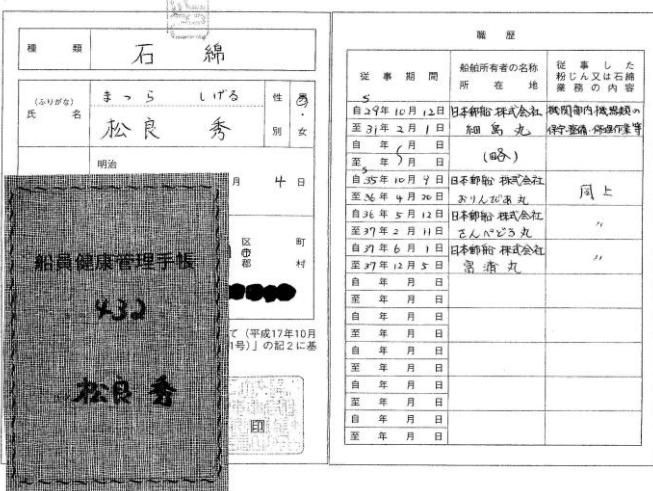 種類
石綿
(ふりがな)
まつら しげる
氏名
松良 秀
性別
男・女
明治
月 4 日
区 市 郡
町 村
船員健康管理手帳
432
松良 秀
て(平成17年10月
1号)」の記2に基
印
職歴
従事期間
船舶所有者の名称
所在地
従事した
粉じん又は石綿
業務の内容
S
自29年10月12日 日本郵船 株式会社 機関部内機器類の
至31年2月1日 細島丸 保守、整備・修理作業等
自 年 月 日
(略)
至 年 月 日
S
自35年10月9日 日本郵船 株式会社 同上
至36年4月20日 おりんぴあ丸
自36年5月12日 日本郵船 株式会社 〃
至37年2月11日 さんぺどろ丸
自37年6月1日 日本郵船 株式会社 〃
至37年12月5日 富浦丸
自 年 月 日
至 年 月 日
自 年 月 日
至 年 月 日
自 年 月 日
至 年 月 日
自 年 月 日
至 年 月 日
自 年 月 日
至 年 月 日